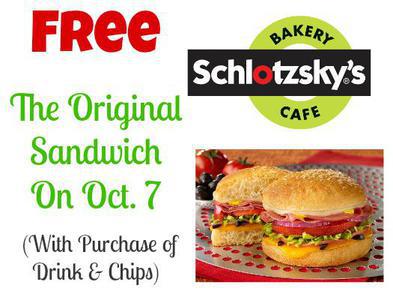 FREE
The Original
Sandwich
On Oct. 7
(With Purchase of
Drink & Chips)
BAKERY
Schlotzsky's®
CAFE